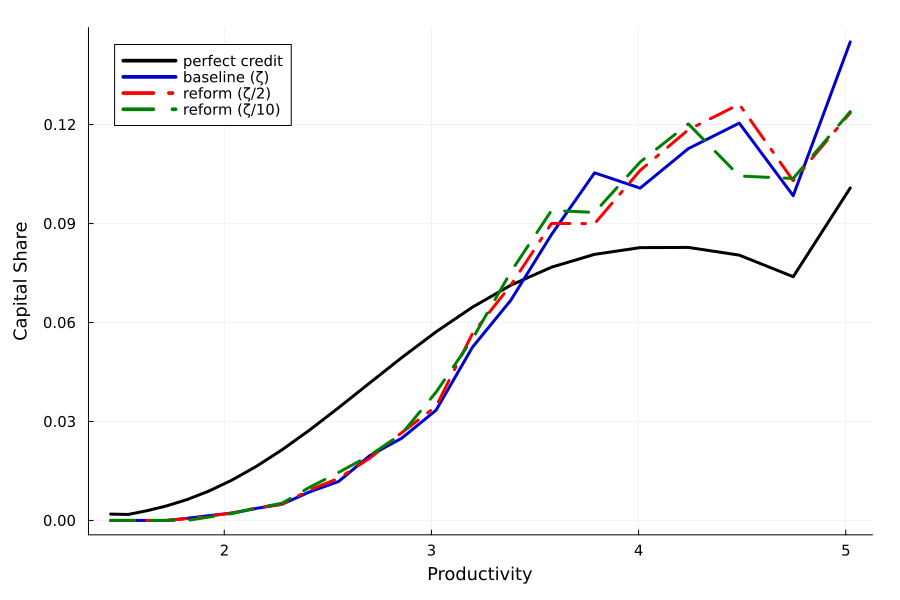 perfect credit
baseline (ζ)
reform (ζ/2)
reform (ζ/10)
0.12
0.09
0.06
0.03
0.00
Capital Share
2
3
4
5
Productivity